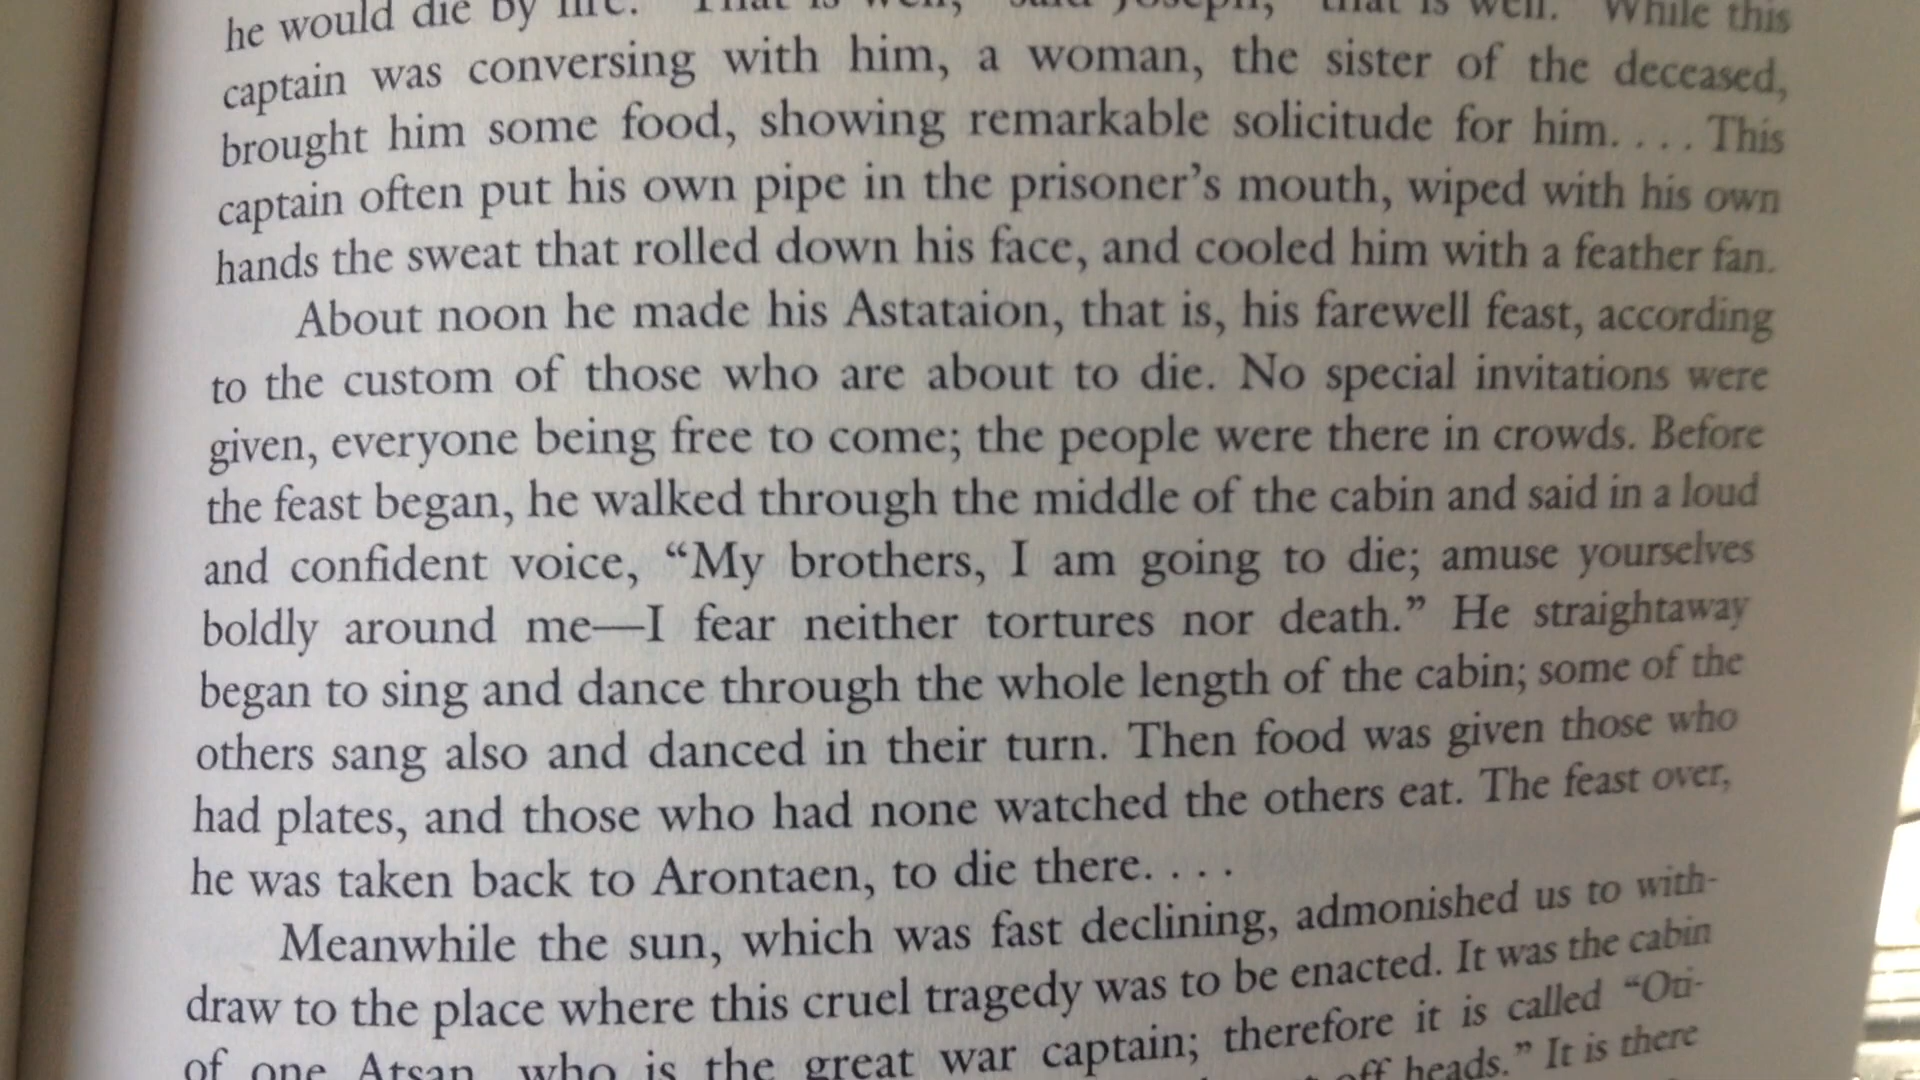 he would die by fire. "That is well," said Joseph, "that is well." While this
captain was conversing with him, a woman, the sister of the deceased,
brought him some food, showing remarkable solicitude for him. . . . This
captain often put his own pipe in the prisoner's mouth, wiped with his own
hands the sweat that rolled down his face, and cooled him with a feather fan.
About noon he made his Astataion, that is, his farewell feast, according
to the custom of those who are about to die. No special invitations were
given, everyone being free to come; the people were there in crowds. Before
the feast began, he walked through the middle of the cabin and said in a loud
and confident voice, “My brothers, I am going to die; amuse yourselves
boldly around me—I fear neither tortures nor death.” He straightaway
began to sing and dance through the whole length of the cabin; some of the
others sang also and danced in their turn. Then food was given those who
had plates, and those who had none watched the others eat. The feast over,
he was taken back to Arontaen, to die there. . . .
Meanwhile the sun, which was fast declining, admonished us to with-
draw to the place where this cruel tragedy was to be enacted. It was the cabin
of one Atsan, who is the great war captain; therefore it is called “Oti-
off heads.” It is there